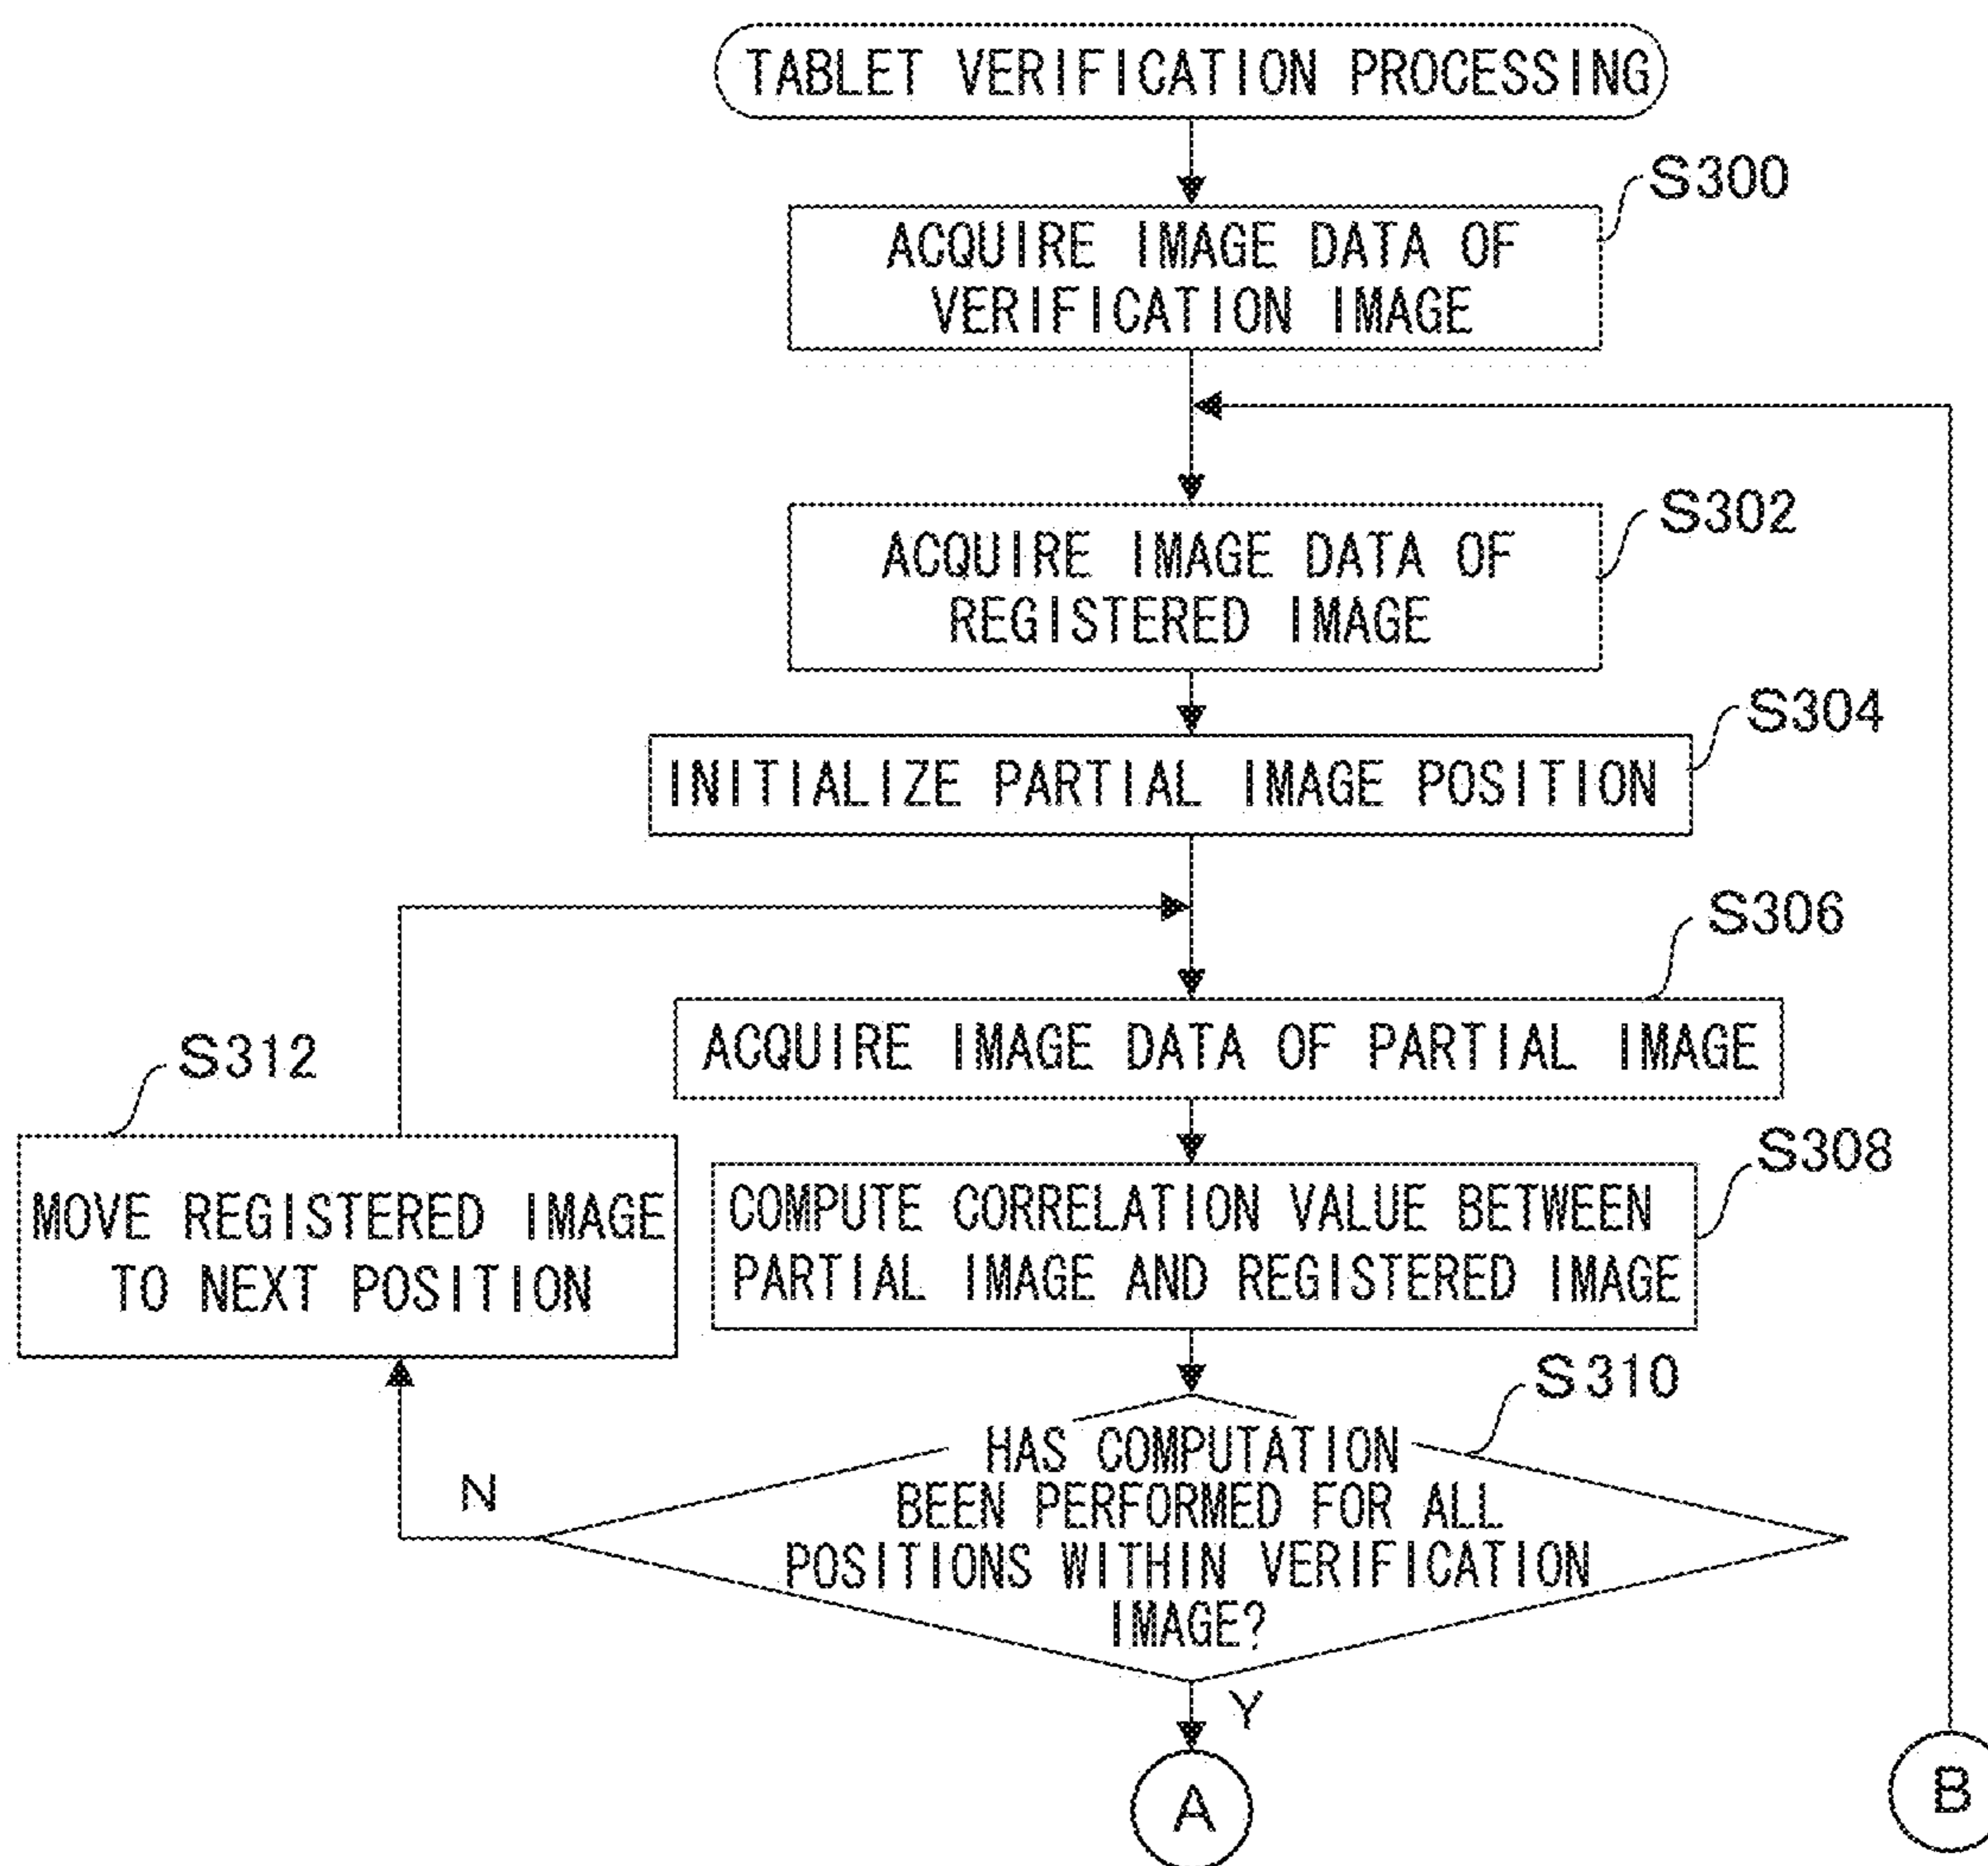 TABLET VERIFICATION PROCESSING
S300
ACQUIRE IMAGE DATA OF
VERIFICATION IMAGE
S302
ACQUIRE IMAGE DATA OF
REGISTERED IMAGE
S304
INITIALIZE PARTIAL IMAGE POSITION
S306
ACQUIRE IMAGE DATA OF PARTIAL IMAGE
S312
MOVE REGISTERED IMAGE
TO NEXT POSITION
S308
COMPUTE CORRELATION VALUE BETWEEN
PARTIAL IMAGE AND REGISTERED IMAGE
S310
HAS COMPUTATION
BEEN PERFORMED FOR ALL
POSITIONS WITHIN VERIFICATION
IMAGE?
N
Y
A
B